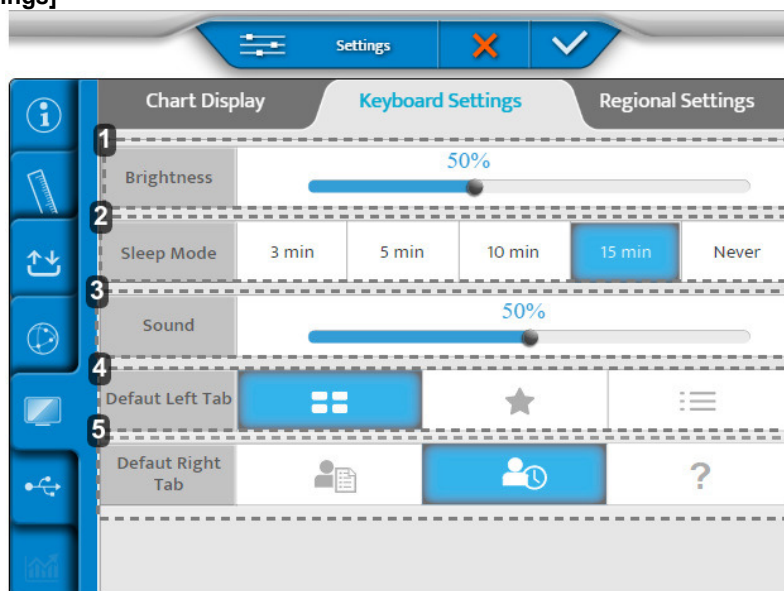 ings]
Settings
Chart Display Keyboard Settings Regional Settings
1
Brightness 50%
2
Sleep Mode 3 min 5 min 10 min 15 min Never
3
Sound 50%
4
Defaut Left Tab
5
Defaut Right
Tab ?